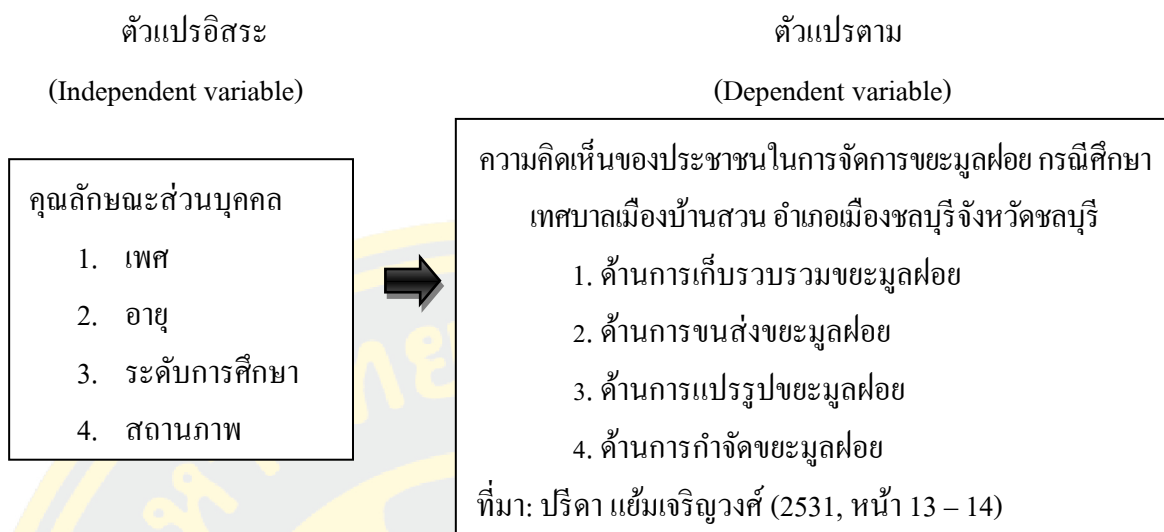 ตัวแปรอิสระ
(Independent variable)
คุณลักษณะส่วนบุคคล
1. เพศ
2. อายุ
3. ระดับการศึกษา
4. สถานภาพ
ตัวแปรตาม
(Dependent variable)
ความคิดเห็นของประชาชนในการจัดการขยะมูลฝอย กรณีศึกษา
เทศบาลเมืองบ้านสวน อำเภอเมืองชลบุรีจังหวัดชลบุรี
1. ด้านการเก็บรวบรวมขยะมูลฝอย
2. ด้านการขนส่งขยะมูลฝอย
3. ด้านการแปรรูปขยะมูลฝอย
4. ด้านการกำจัดขยะมูลฝอย
ที่มา: ปรีดา แย้มเจริญวงศ์ (2531, หน้า 13 – 14)